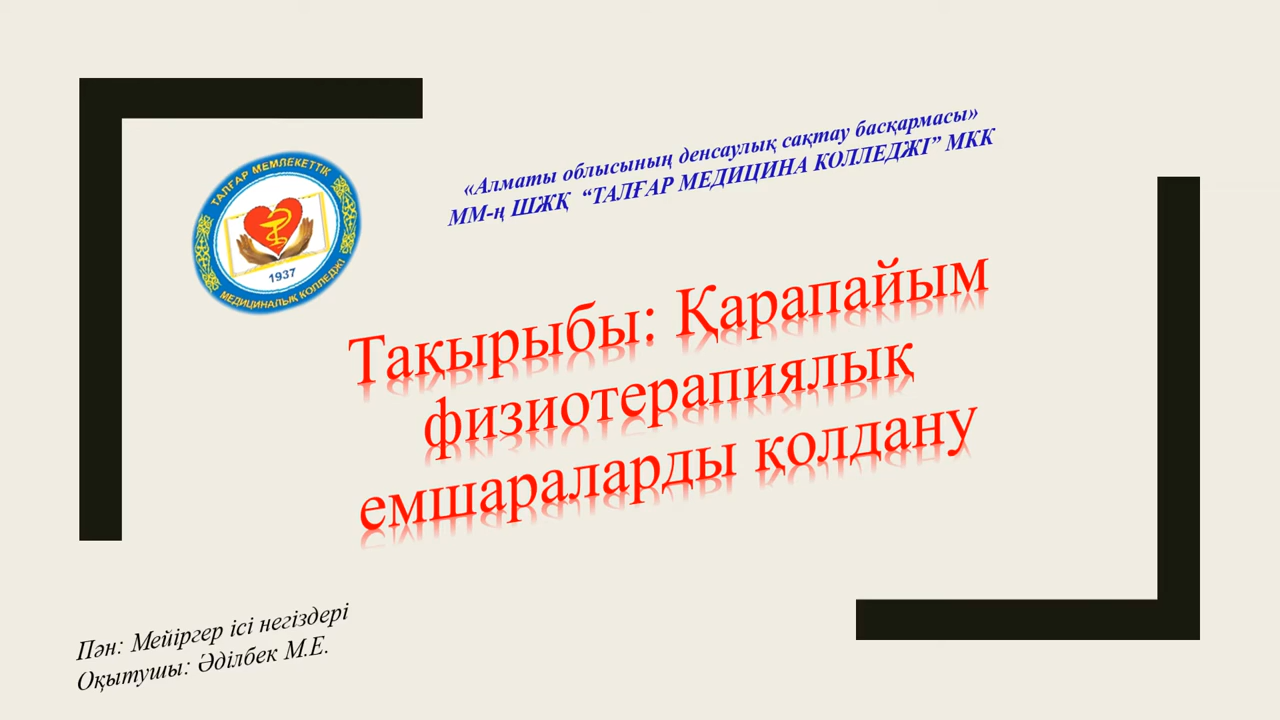 «Алматы облысының денсаулық сақтау басқармасы»
ММ-ң ШЖҚ “ТАЛҒАР МЕДИЦИНА КОЛЛЕДЖІ” МКК
ТАЛҒАР МЕМЛЕКЕТТІК
1937
МЕДИЦИНАЛЫҚ КОЛЛЕДЖІ
Тақырыбы: Қарапайым
физиотерапиялық
емшараларды қолдану
Пән: Мейіргер ісі негіздері
Оқытушы: Әділбек М.Е.